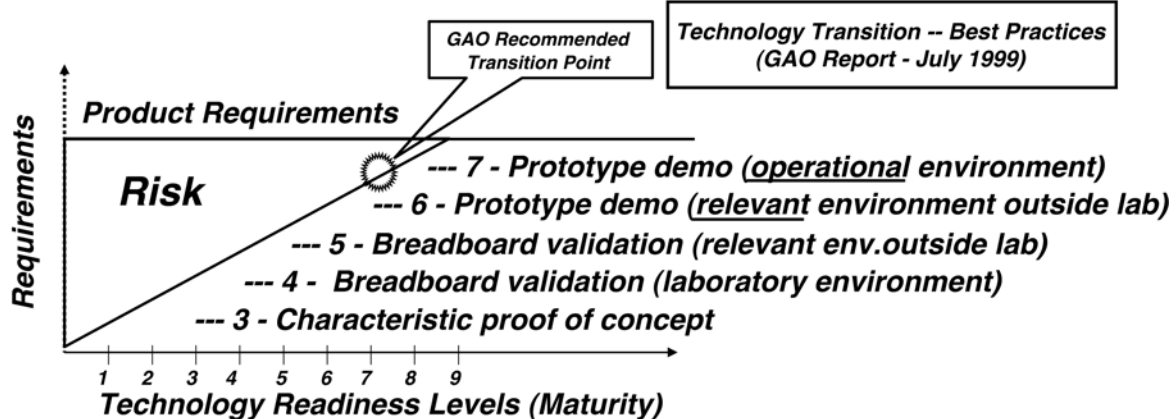 GAO Recommended
Transition Point
Technology Transition -- Best Practices
(GAO Report - July 1999)
Requirements
Product Requirements
Risk
--- 7 - Prototype demo (operational environment)
--- 6 - Prototype demo (relevant environment outside lab)
--- 5 - Breadboard validation (relevant env.outside lab)
--- 4 - Breadboard validation (laboratory environment)
--- 3 - Characteristic proof of concept
1 2 3 4 5 6 7 8 9
Technology Readiness Levels (Maturity)